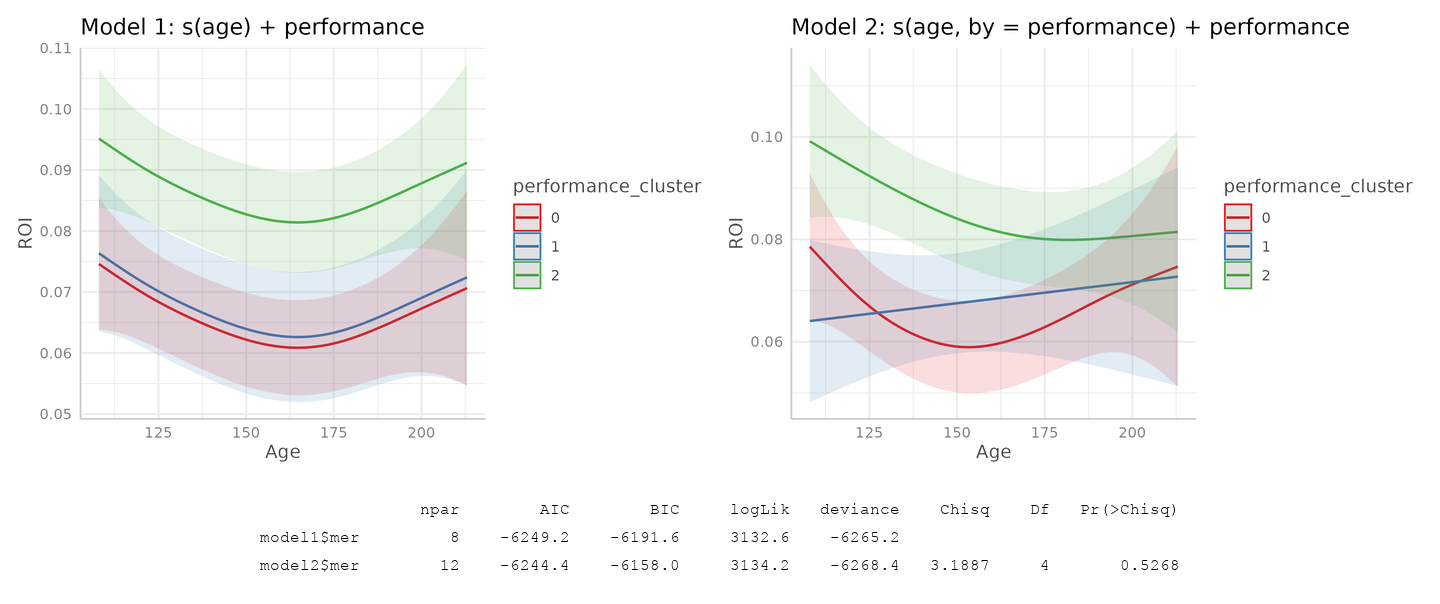 Model 1: s(age) + performance
0.11
0.10
0.09
0.08
0.07
0.06
0.05
ROI
125 150 175 200
Age
performance_cluster
0
1
2
Model 2: s(age, by = performance) + performance
0.10
0.08
0.06
ROI
125 150 175 200
Age
performance_cluster
0
1
2
npar AIC BIC logLik deviance Chisq Df Pr(>Chisq)
model1$mer 8 -6249.2 -6191.6 3132.6 -6265.2
model2$mer 12 -6244.4 -6158.0 3134.2 -6268.4 3.1887 4 0.5268